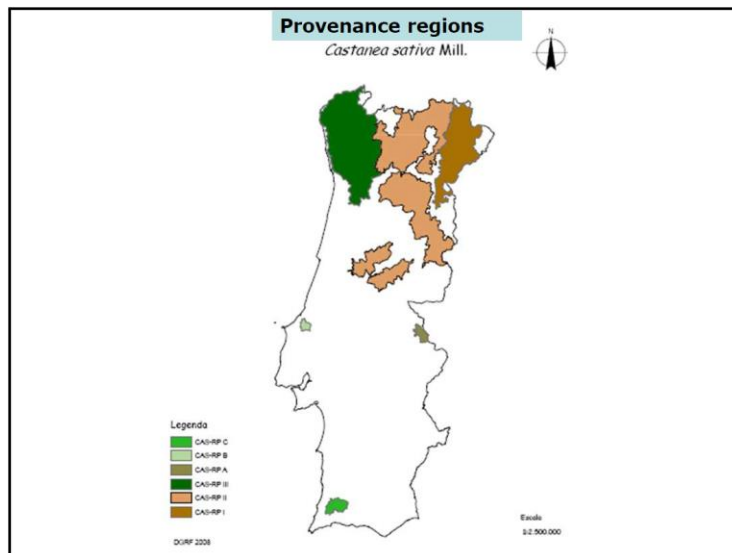 Provenance regions
Castanea sativa Mill.
N
Legenda
CAS-RP C
CAS-RP B
CAS-RP A
CAS-RP III
CAS-RP II
CAS-RP I
DGRF 2006
Escala
1:2.500.000